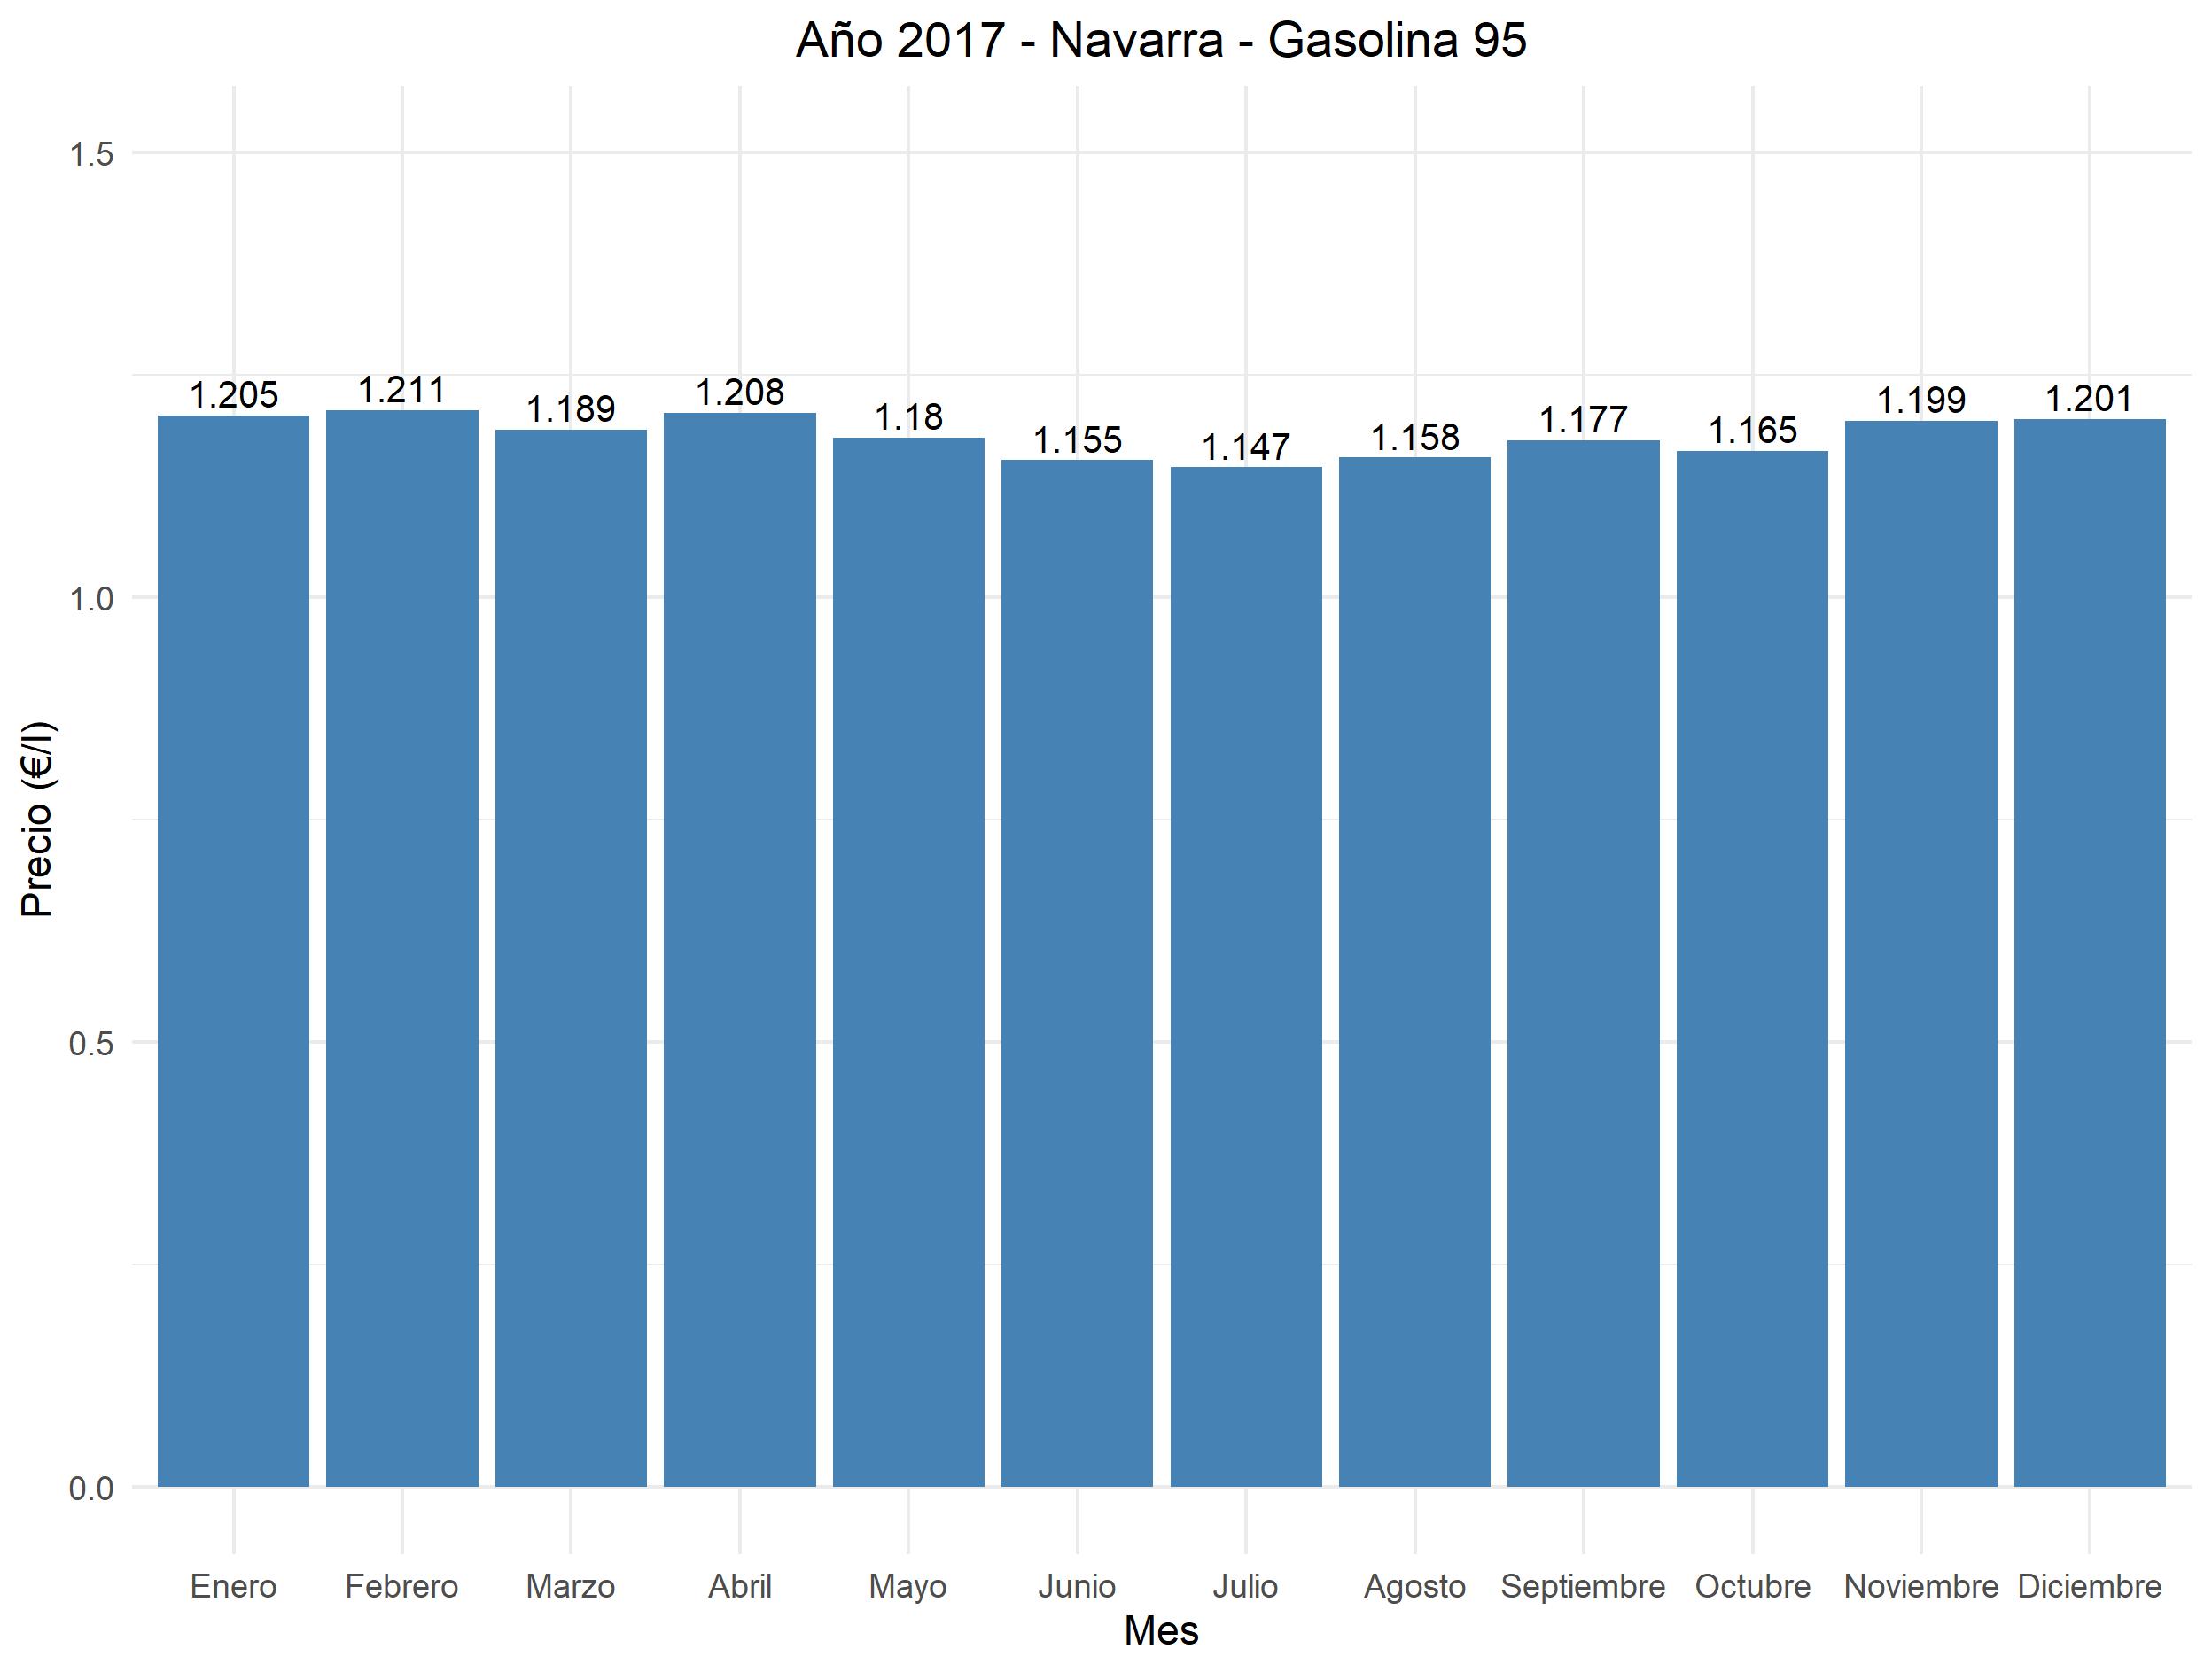 Año 2017 - Navarra - Gasolina 95
1.5
1.0
0.5
0.0
Precio (€/l)
1.205
1.211
1.189
1.208
1.18
1.155
1.147
1.158
1.177
1.165
1.199
1.201
Enero
Febrero
Marzo
Abril
Mayo
Junio
Julio
Agosto
Septiembre
Octubre
Noviembre
Diciembre
Mes